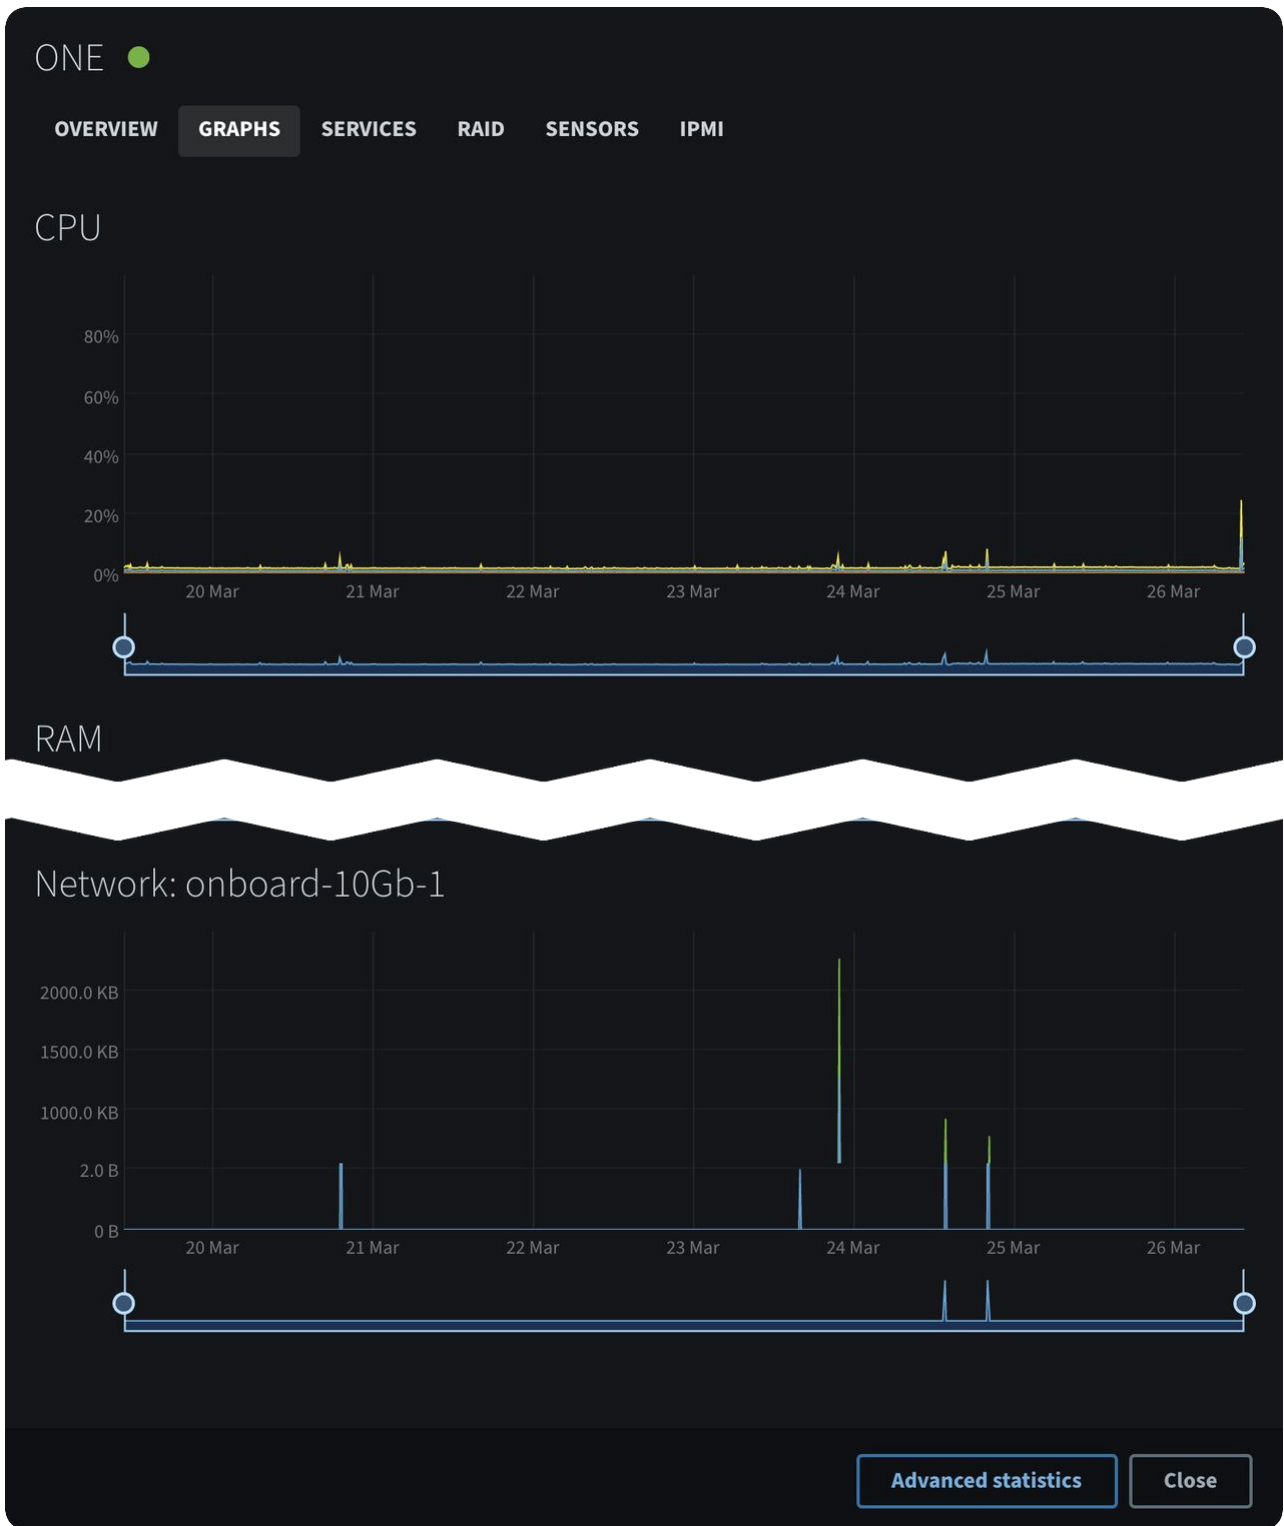 ONE
OVERVIEW GRAPHS SERVICES RAID SENSORS IPMI
CPU
80%
60%
40%
20%
0%
20 Mar 21 Mar 22 Mar 23 Mar 24 Mar 25 Mar 26 Mar
RAM
Network: onboard-10Gb-1
2000.0 KB
1500.0 KB
1000.0 KB
2.0 B
0 B
20 Mar 21 Mar 22 Mar 23 Mar 24 Mar 25 Mar 26 Mar
Advanced statistics Close